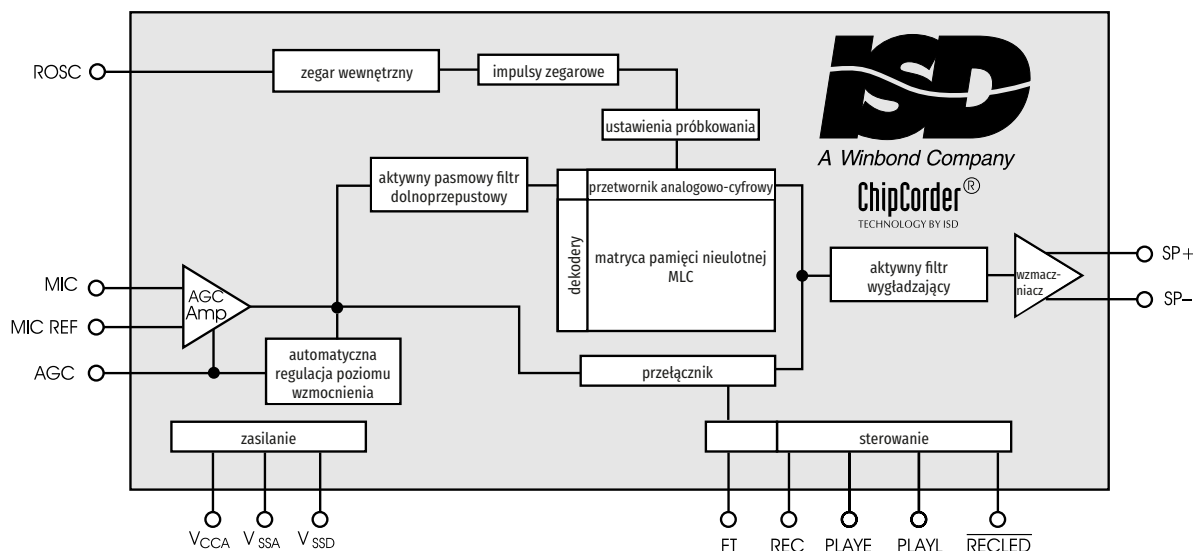 ROSC
zegar wewnętrzny
impulsy zegarowe
ISD
ustawienia próbkowania
A Winbond Company
aktywny pasmowy filtr
dolnoprzepustowy
przetwornik analogowo-cyfrowy
ChipCorder®
TECHNOLOGY BY ISD
dekodery
matryca pamięci nieulotnej
MLC
aktywny filtr
wygładzający
wzmacz-
niacz
SP+
SP–
MIC
AGC
Amp
MIC REF
AGC
automatyczna
regulacja poziomu
wzmocnienia
przełącznik
zasilanie
sterowanie
VCCA
VSSA
VSSD
FT
REC
PLAYE
PLAYL
RECLED